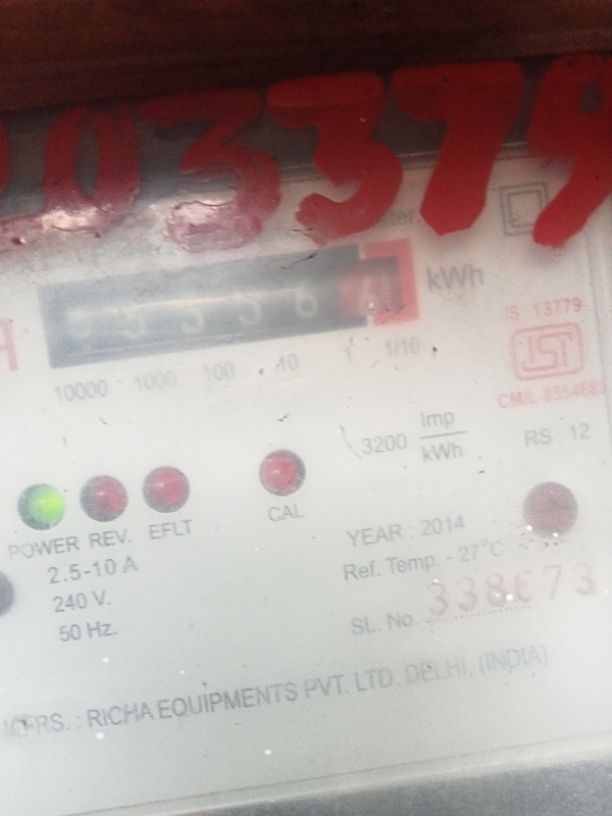 03379
kWh
IS: 13779
ISI
10000 1000 100 10 1 1/10
3200 Imp/kWh
RS : 12
POWER REV. EFLT CAL
2.5-10 A
240 V.
50 Hz.
YEAR : 2014
Ref. Temp. - 27°C
SL. No.
MFRS. : RICHA EQUIPMENTS PVT. LTD. DELHI, (INDIA)